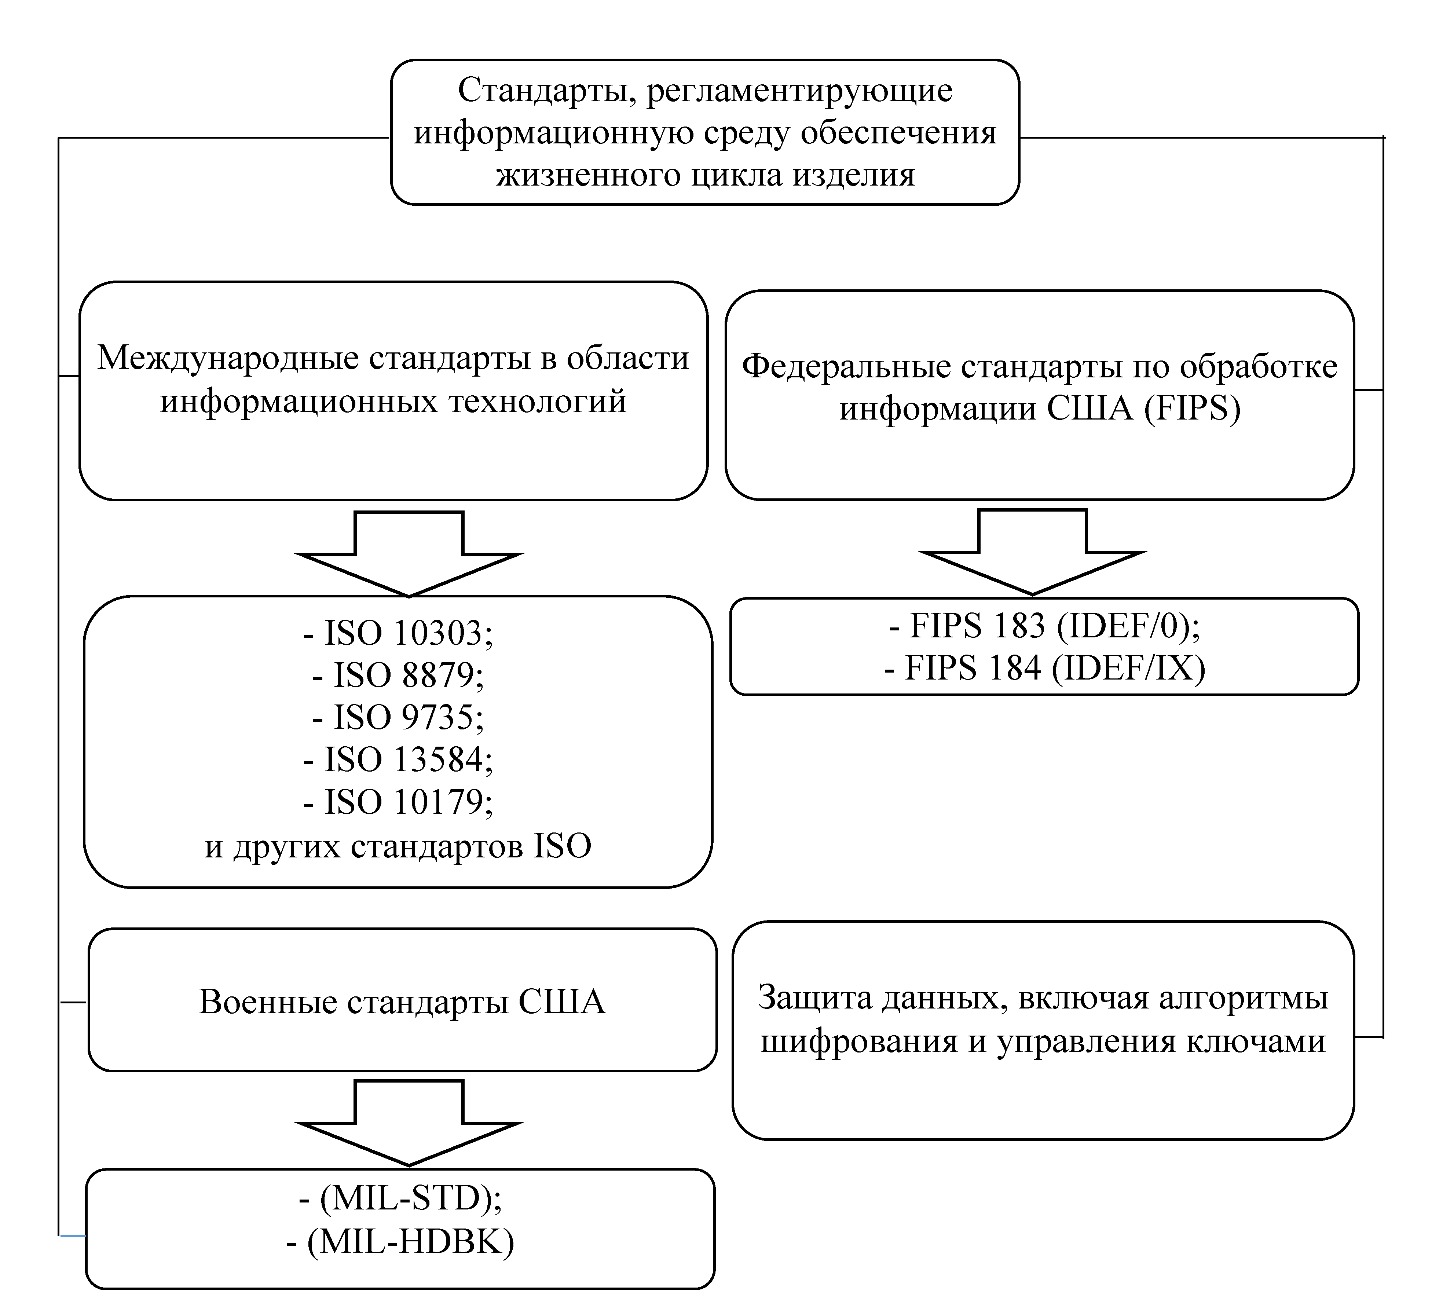 Стандарты, регламентирующие
информационную среду обеспечения
жизненного цикла изделия
Международные стандарты в области
информационных технологий
Федеральные стандарты по обработке
информации США (FIPS)
- ISO 10303;
- ISO 8879;
- ISO 9735;
- ISO 13584;
- ISO 10179;
и других стандартов ISO
- FIPS 183 (IDEF/0);
- FIPS 184 (IDEF/IX)
Военные стандарты США
Защита данных, включая алгоритмы
шифрования и управления ключами
- (MIL-STD);
- (MIL-HDBK)